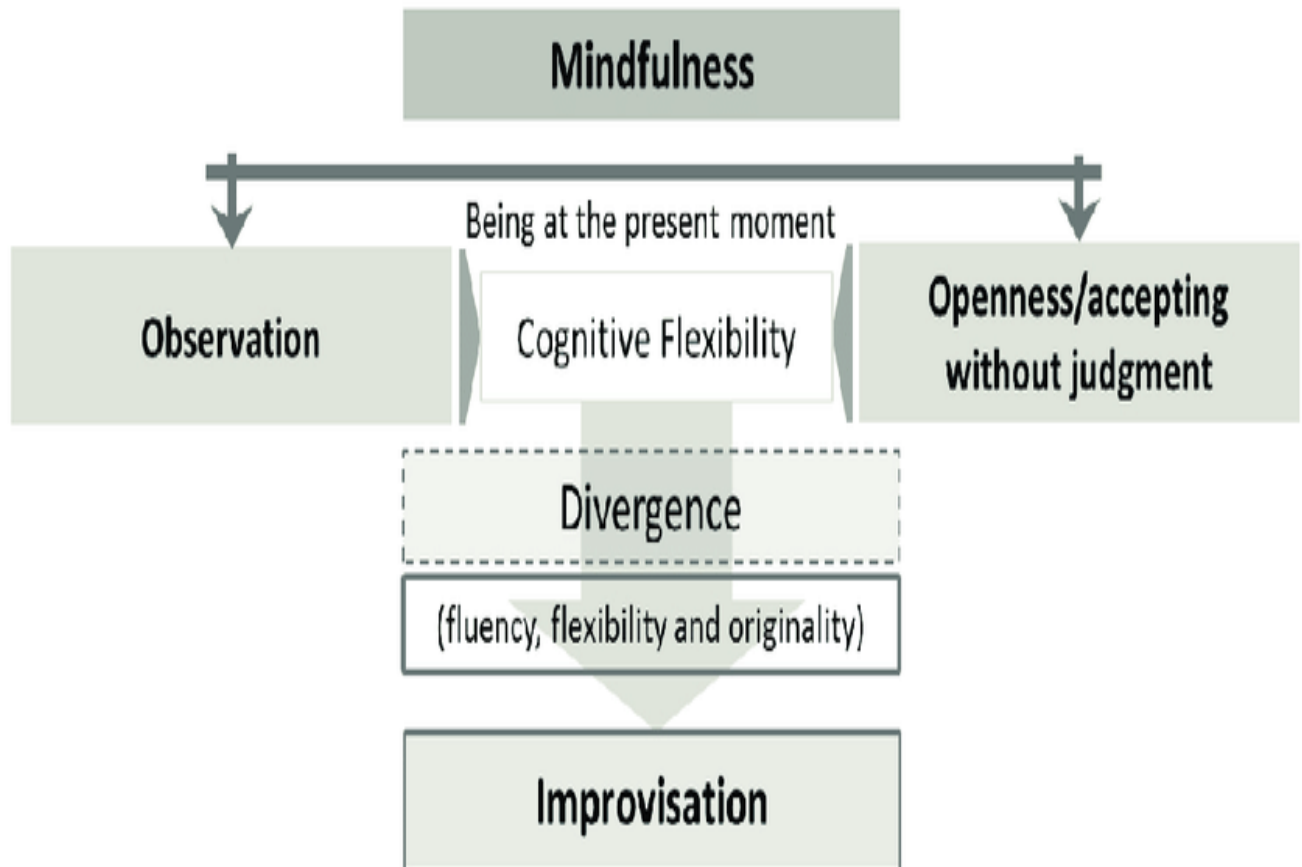 Mindfulness
Being at the present moment
Observation
Cognitive Flexibility
Openness/accepting
without judgment
Divergence
(fluency, flexibility and originality)
Improvisation